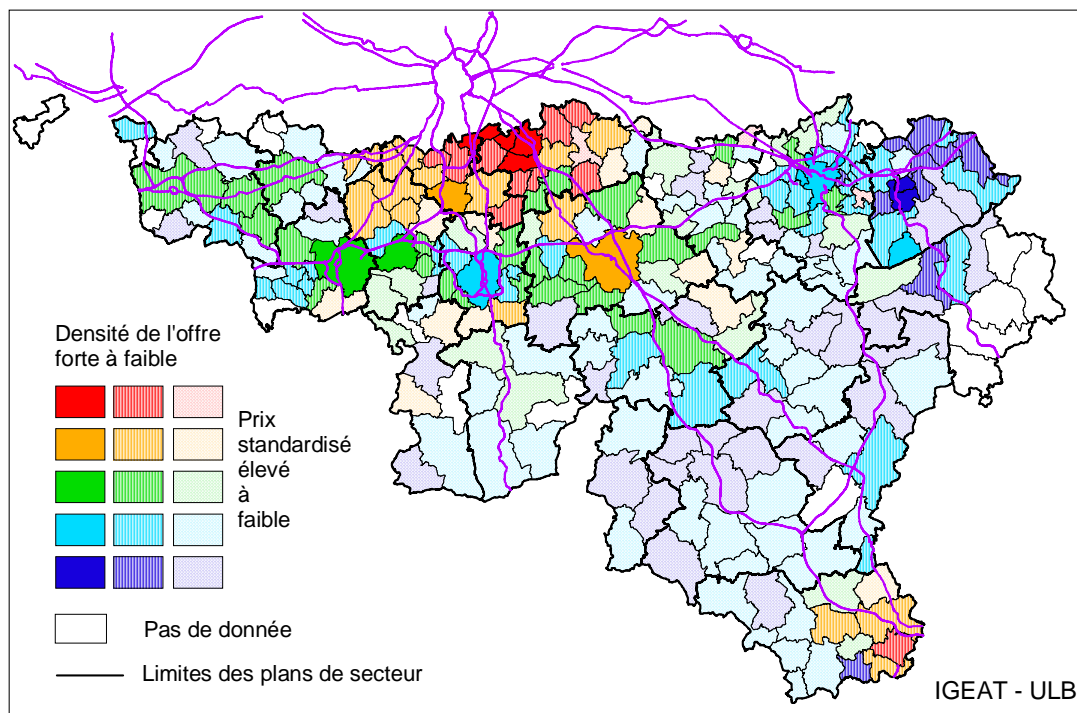 Densité de l'offre
forte à faible
Prix
standardisé
élevé
à
faible
Pas de donnée
Limites des plans de secteur
IGEAT - ULB